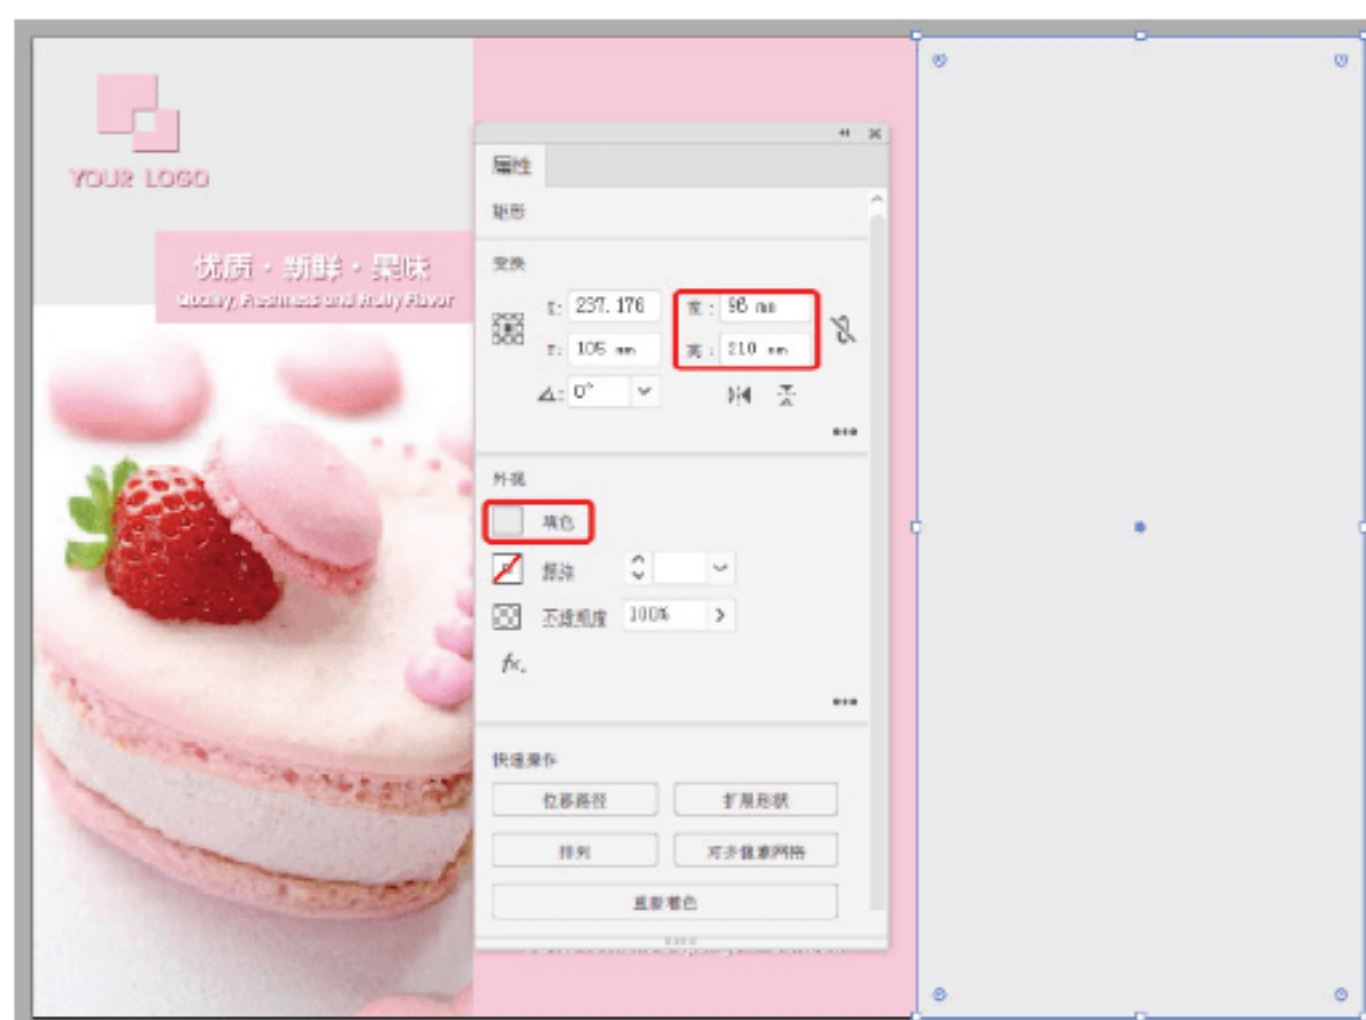 YOUR LOGO
优质·新鲜·果味
Quality, Freshness and Fruity Flavor
属性
矩形
变换
X: 237.176
宽: 95 mm
Y: 105 mm
高: 210 mm
0°
外观
填色
描边
不透明度 100%
fx.
快速操作
位移路径
扩展形状
排列
对齐像素网格
重新着色